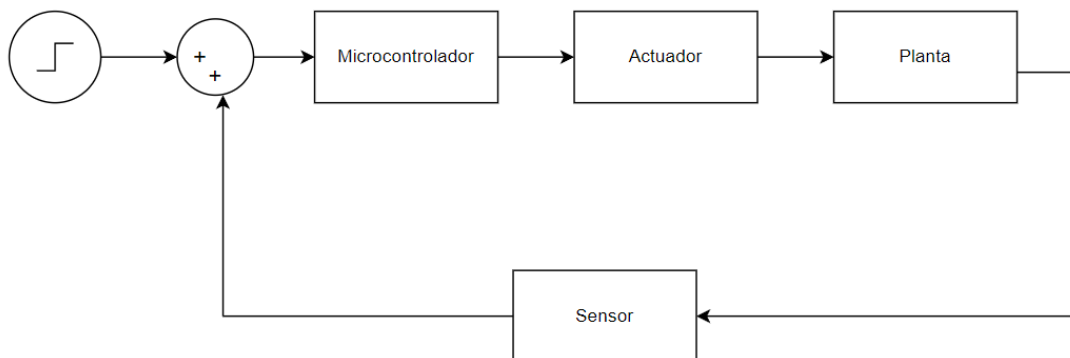 +
+
Microcontrolador
Actuador
Planta
Sensor